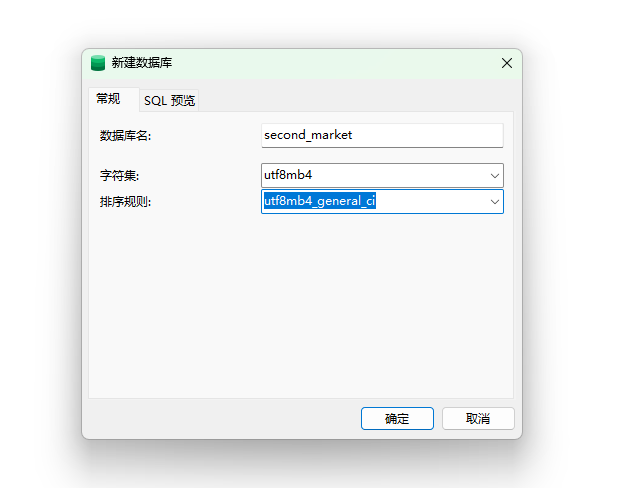 新建数据库
常规 SQL 预览
数据库名: second_market
字符集: utf8mb4
排序规则: utf8mb4_general_ci
确定 取消